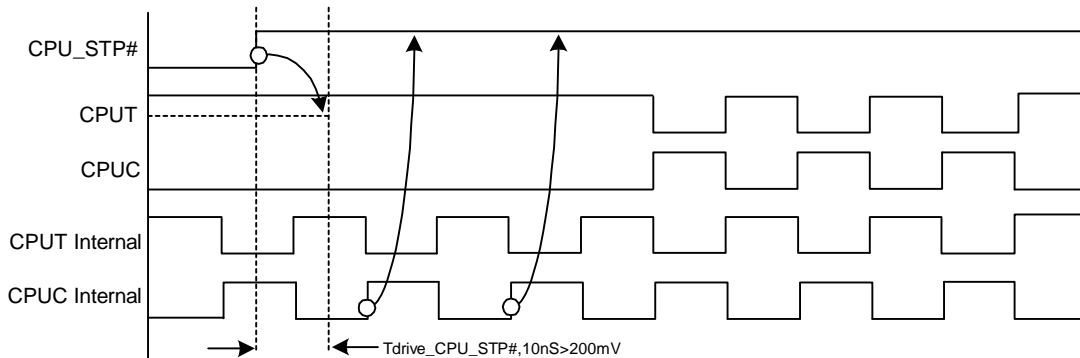 CPU_STP#
CPUT
CPUC
CPUT Internal
CPUC Internal
Tdrive_CPU_STP#,10nS>200mV